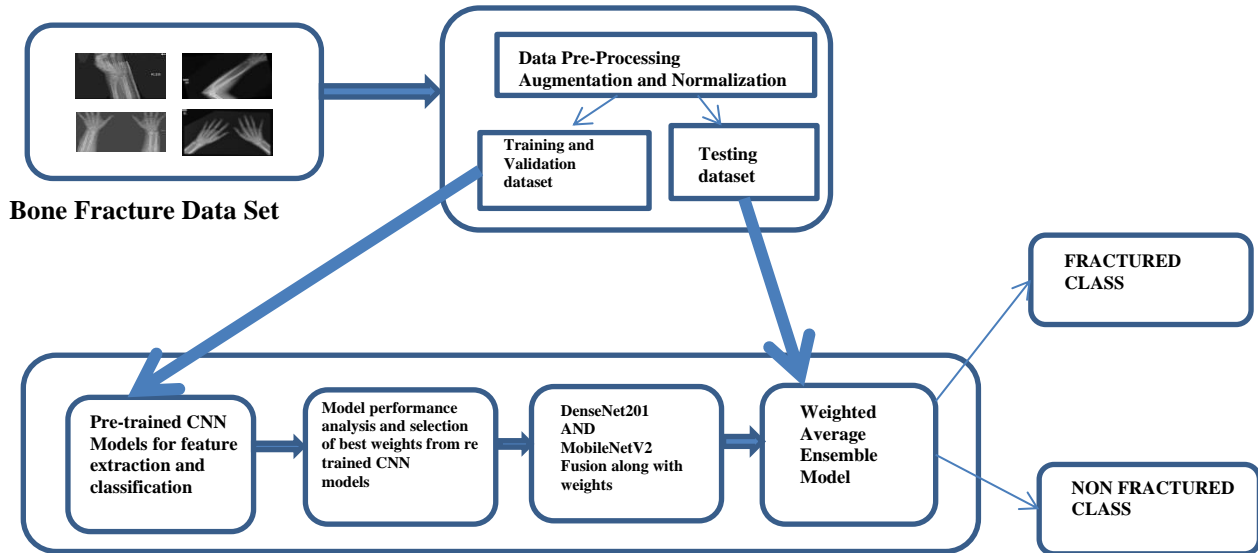 Data Pre-Processing
Augmentation and Normalization
Training and
Validation
dataset
Testing
dataset
Bone Fracture Data Set
FRACTURED
CLASS
Pre-trained CNN
Models for feature
extraction and
classification
Model performance
analysis and selection
of best weights from re
trained CNN
models
DenseNet201
AND
MobileNetV2
Fusion along with
weights
Weighted
Average
Ensemble
Model
NON FRACTURED
CLASS